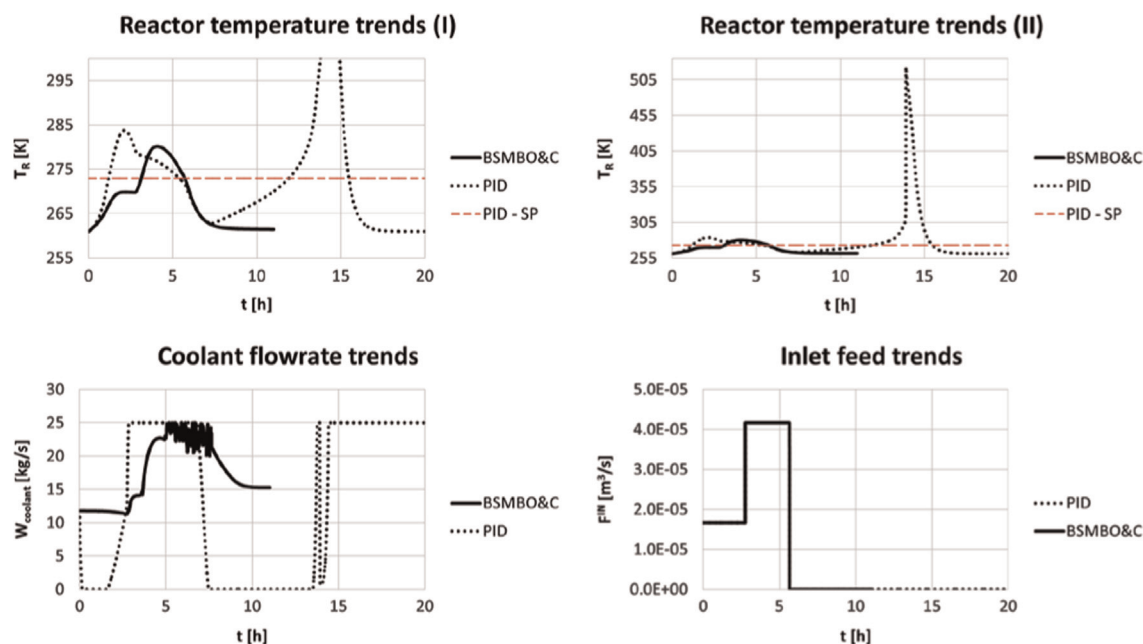 Reactor temperature trends (I)
295
285
275
265
255
T_R [K]
0 5 10 15 20
t [h]
BSMBO&C
PID
PID - SP
Reactor temperature trends (II)
505
455
405
355
305
255
T_R [K]
0 5 10 15 20
t [h]
BSMBO&C
PID
PID - SP
Coolant flowrate trends
30
25
20
15
10
5
0
W_coolant [kg/s]
0 5 10 15 20
t [h]
BSMBO&C
PID
Inlet feed trends
5.0E-05
4.0E-05
3.0E-05
2.0E-05
1.0E-05
0.0E+00
F^IN [m³/s]
0 5 10 15 20
t [h]
PID
BSMBO&C